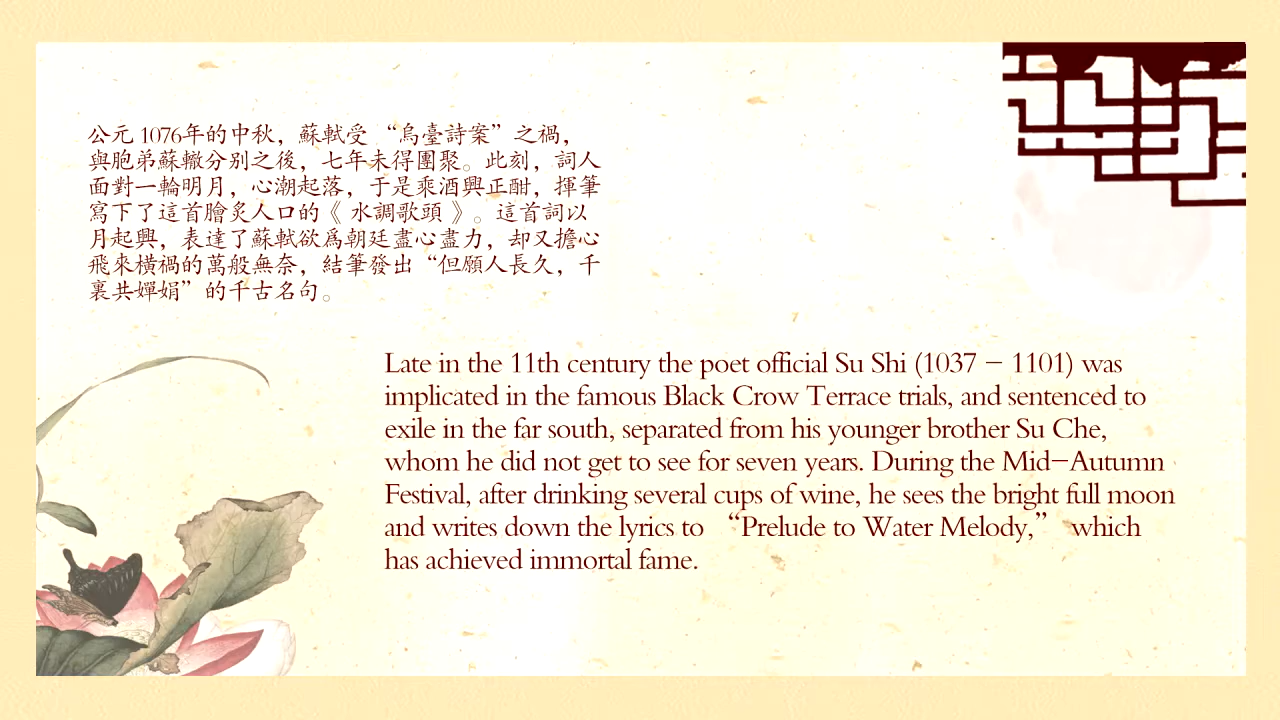 公元1076年的中秋，蘇軾受“烏臺詩案”之禍，
與胞弟蘇轍分别之後，七年未得團聚。此刻，詞人
面對一輪明月，心潮起落，于是乘酒興正酣，揮筆
寫下了這首膾炙人口的《水調歌頭》。這首詞以
月起興，表達了蘇軾欲爲朝廷盡心盡力，却又擔心
飛來橫禍的萬般無奈，結筆發出“但願人長久，千
裏共嬋娟”的千古名句。
Late in the 11th century the poet official Su Shi (1037 – 1101) was
implicated in the famous Black Crow Terrace trials, and sentenced to
exile in the far south, separated from his younger brother Su Che,
whom he did not get to see for seven years. During the Mid–Autumn
Festival, after drinking several cups of wine, he sees the bright full moon
and writes down the lyrics to “Prelude to Water Melody,” which
has achieved immortal fame.